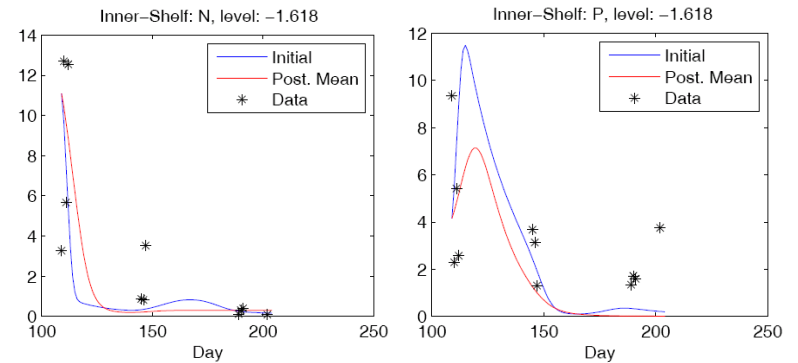 Inner-Shelf: N, level: -1.618
14
12
10
8
6
4
2
0
100 150 200 250
Day
Initial
Post. Mean
Data
Inner-Shelf: P, level: -1.618
12
10
8
6
4
2
0
100 150 200 250
Day
Initial
Post. Mean
Data